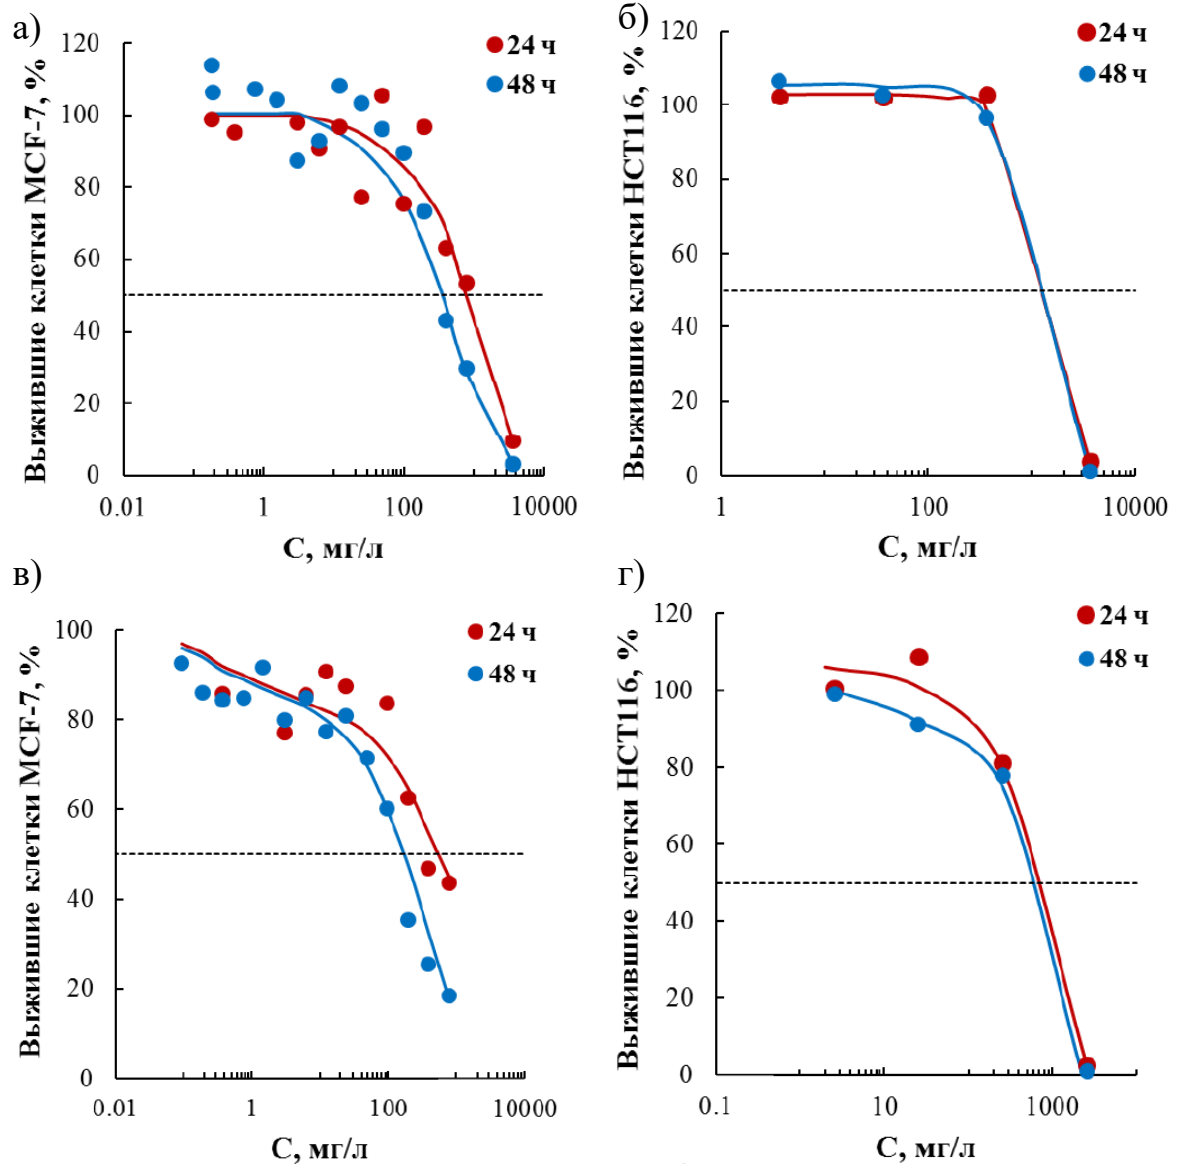 а)
120
100
80
60
40
20
0
Выжившие клетки MCF-7, %
24 ч
48 ч
0.01
1
100
10000
С, мг/л
б)
120
100
80
60
40
20
0
Выжившие клетки HCT116, %
24 ч
48 ч
1
100
10000
С, мг/л
в)
100
80
60
40
20
0
Выжившие клетки MCF-7, %
24 ч
48 ч
0.01
1
100
10000
С, мг/л
г)
120
100
80
60
40
20
0
Выжившие клетки HCT116, %
24 ч
48 ч
0.1
10
1000
С, мг/л